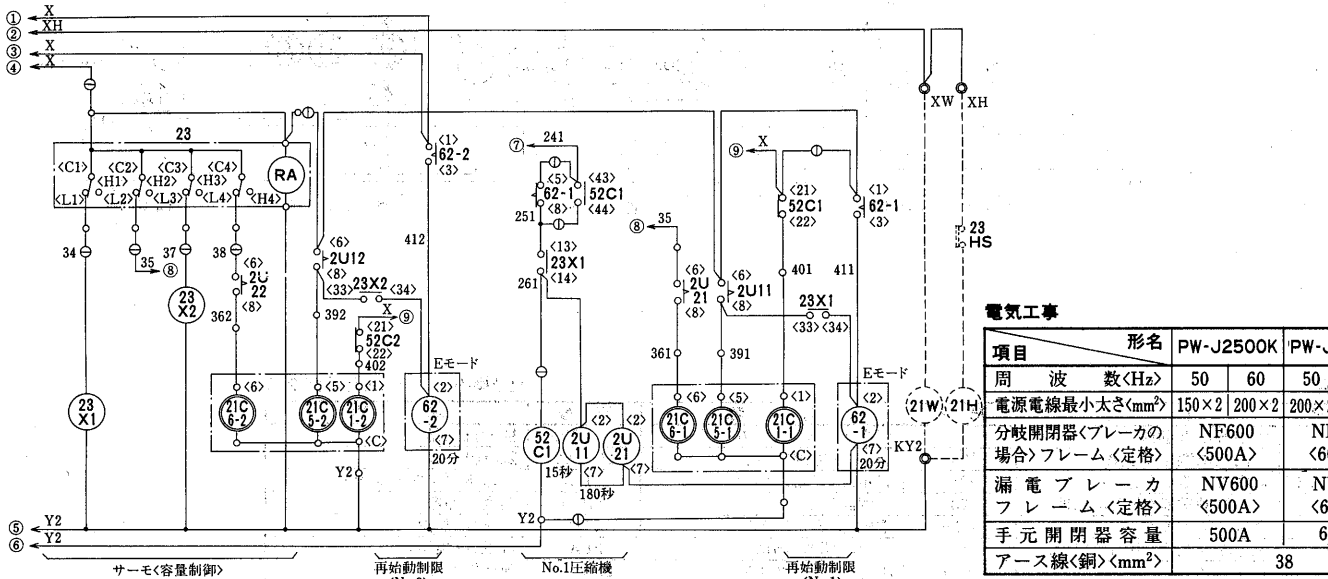 ① X
② XH
③ X
④ X
XW XH
23
<C1> <C2> <C3> <C4>
<H1> <H2> <H3> <H4>
<L1> <L2> <L3> <L4>
RA
<1>
62-2
<3>
⑦ 241
<5>
62-1
<8>
<43>
52C1
<44>
251
⑨ X
<21>
52C1
<22>
<1>
62-1
<3>
23
HS
34
35 ⑧
37
38
<6>
2U
22
<8>
<6>
2U12
<8>
412
<13>
23X1
<14>
261
⑧ 35
<6>
2U
21
<8>
<6>
2U11
<8>
401
411
23X1
<33> <34>
23
X2
362
392
<33> 23X2 <34>
X ⑨
<21>
52C2
<22>
402
361
391
Eモード
Eモード
<6> <5> <1>
21C
6-2
21C
5-2
21C
1-2
<C>
<2>
62
-2
<7>
20分
23
X1
52
C1
2U
11
15秒
<2>
2U
21
<2>
<7>
<7>
180秒
<6> <5> <1>
21C
6-1
21C
5-1
21C
1-1
<C>
<2>
62
-1
<7>
20分
21W 21H
KY2
Y2
Y2
⑤ Y2
⑥ Y2
サーモ<容量制御>
再始動制限
No.1圧縮機
再始動制限
電気工事
項目 形名 PW-J2500K PW-J
周波数<Hz> 50 60 50
電源電線最小太さ<mm²> 150×2 200×2 200×
分岐開閉器<ブレーカの NF600
場合>フレーム<定格> <500A>
漏電ブレーカ NV600
フレーム<定格> <500A>
手元開閉器容量 500A 6
アース線<銅><mm²> 38